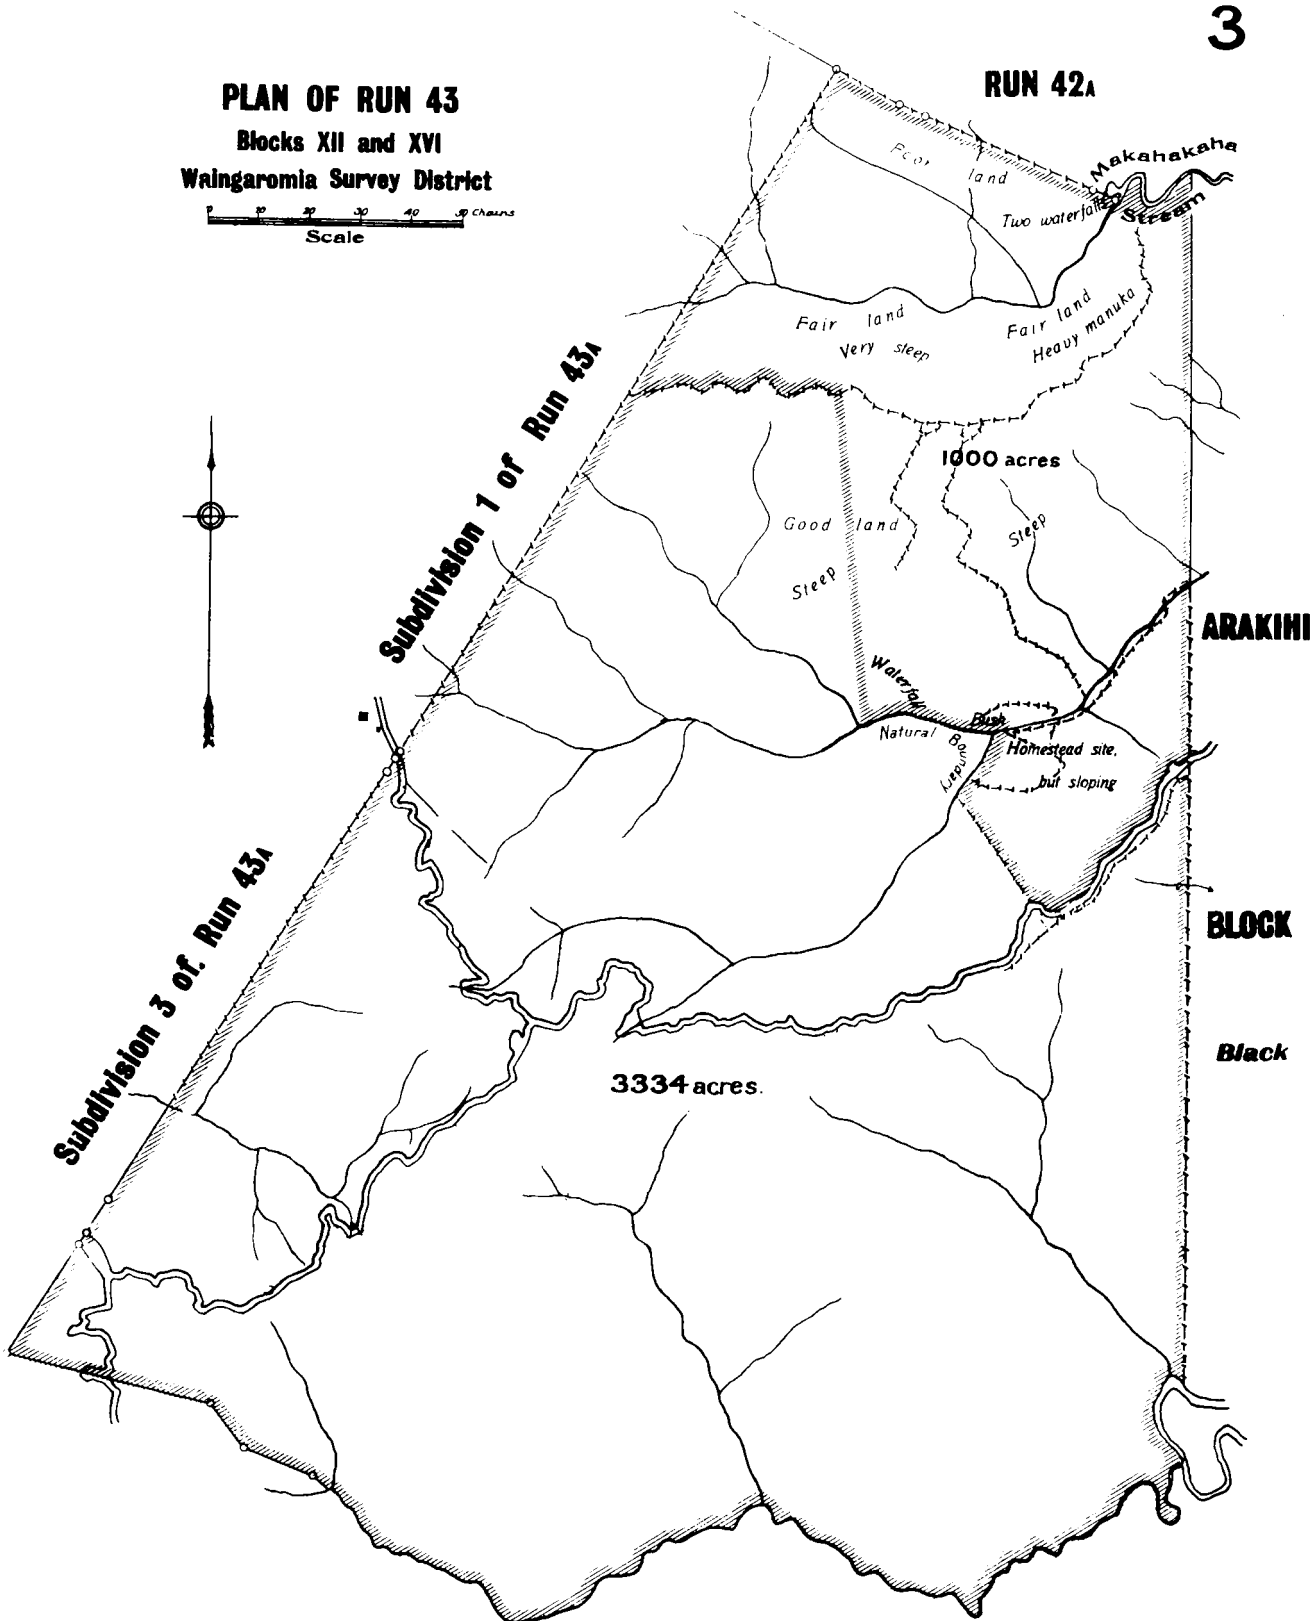 3
PLAN OF RUN 43
Blocks XII and XVI
Waingaromia Survey District
0 10 20 30 40 50 Chains
Scale
RUN 42A
Makahakaha
Stream
Poor land
Two waterfalls
Fair land
Very steep
Fair land
Heavy manuka
Subdivision 1 of Run 43A
1000 acres
Good land
Steep
Steep
ARAKIHI
Waterfall
Bush
Natural Boundary
Homestead site,
but sloping
Subdivision 3 of. Run 43A
BLOCK
Black
3334 acres.